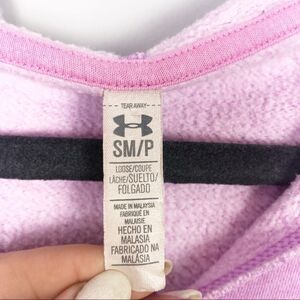 TEAR AWAY
SM/P
LOOSE/COUPE
LÂCHE/SUELTO/
FOLGADO
MADE IN MALAYSIA
FABRIQUÉ EN
MALAISIE
HECHO EN
MALASIA
FABRICADO NA
MALÁSIA